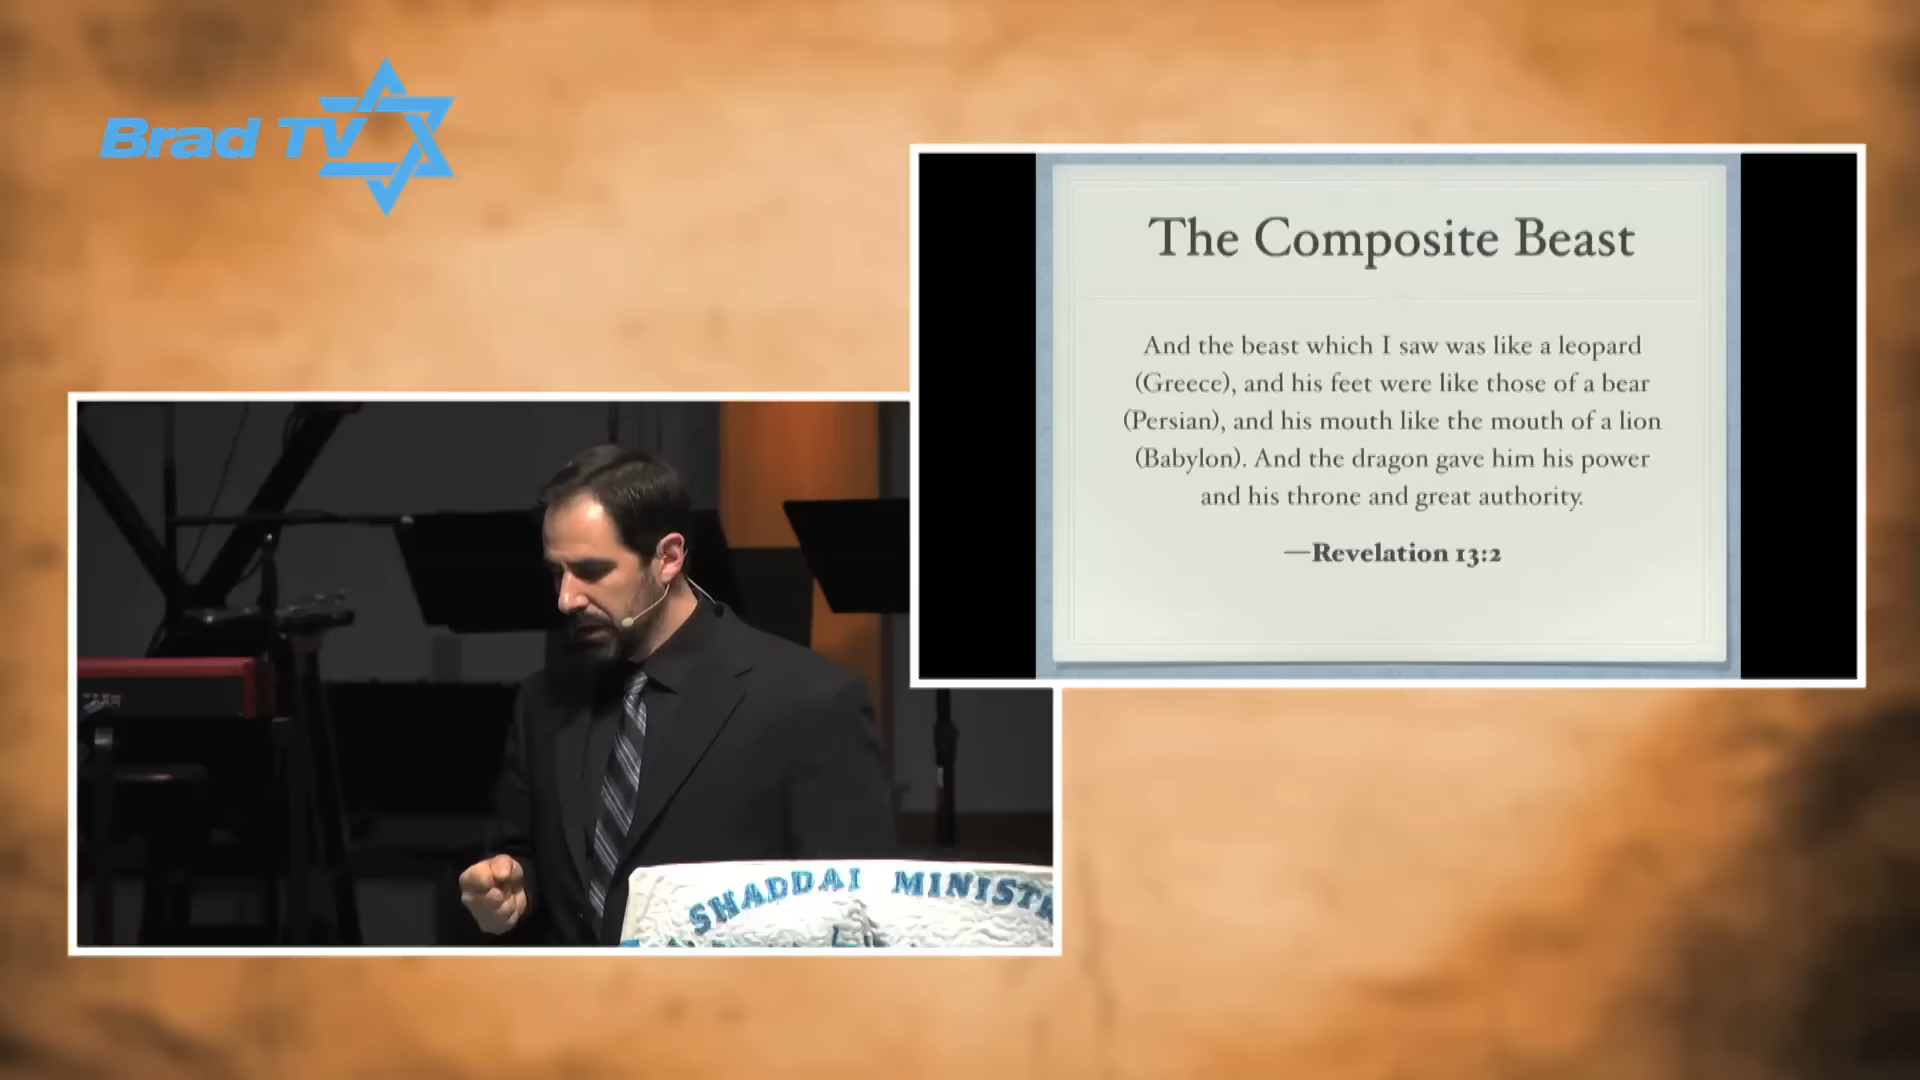 Brad TV
The Composite Beast
And the beast which I saw was like a leopard
(Greece), and his feet were like those of a bear
(Persian), and his mouth like the mouth of a lion
(Babylon). And the dragon gave him his power
and his throne and great authority.
—Revelation 13:2
SHADDAI MINISTR